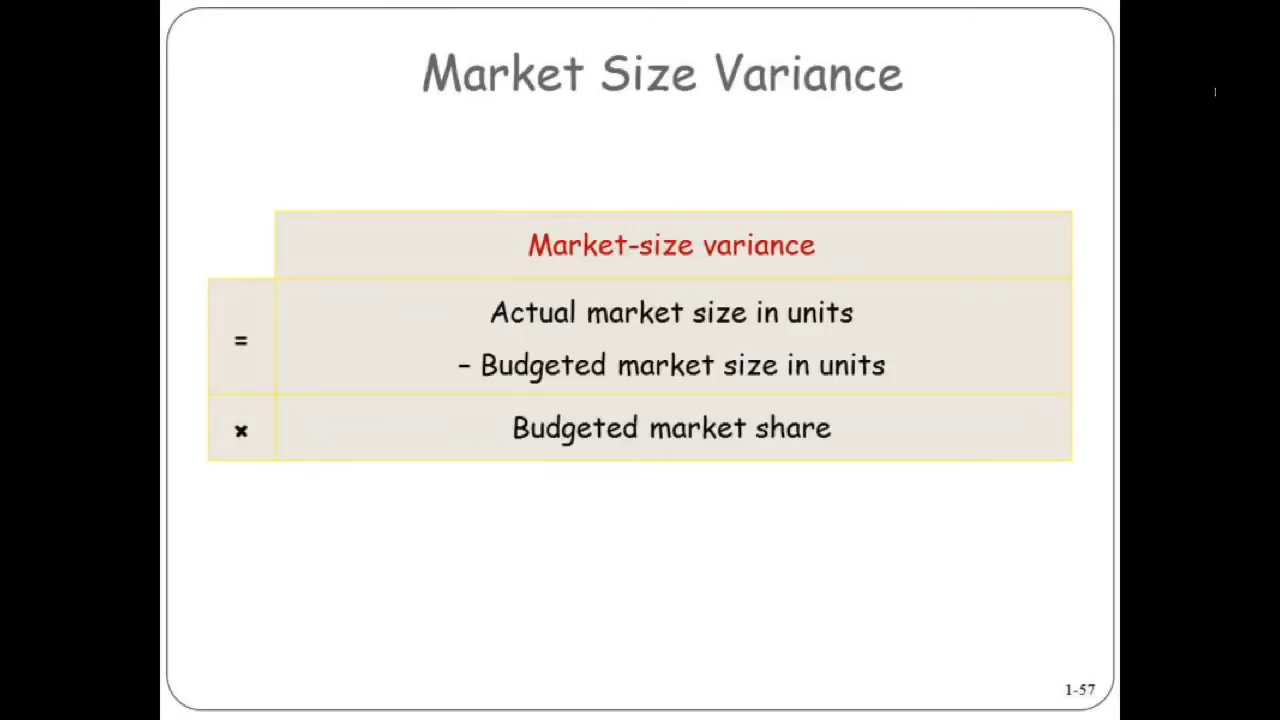 Market Size Variance
Market-size variance
=
Actual market size in units
– Budgeted market size in units
×
Budgeted market share
1-57